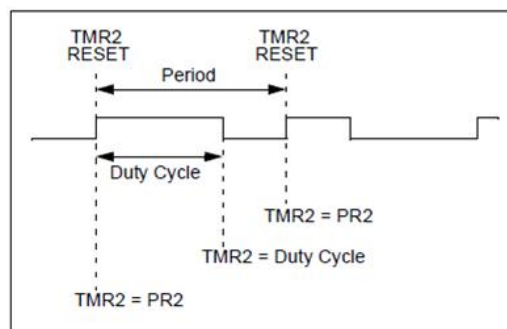 TMR2
RESET
TMR2
RESET
Period
Duty Cycle
TMR2 = PR2
TMR2 = Duty Cycle
TMR2 = PR2